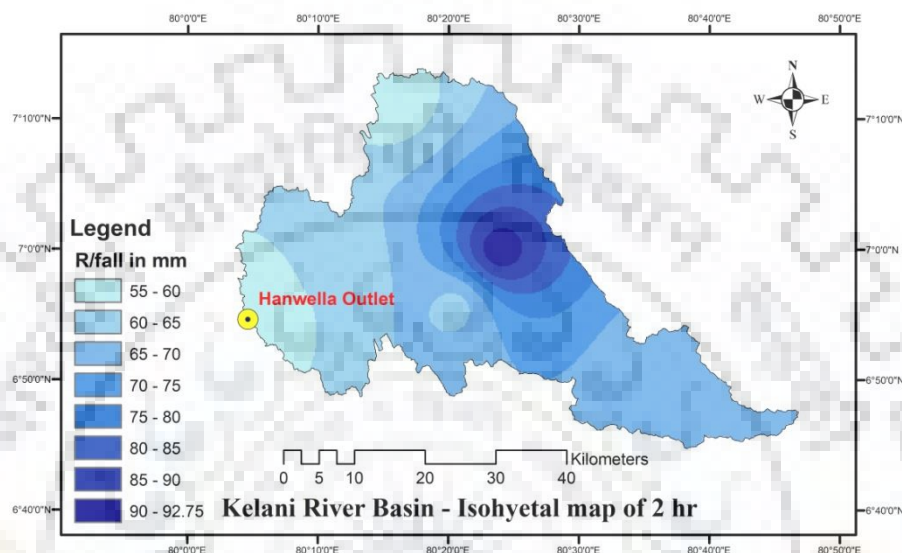 80°0'0"E 80°10'0"E 80°20'0"E 80°30'0"E 80°40'0"E 80°50'0"E
N
W E
S
7°10'0"N 7°10'0"N
Legend
R/fall in mm
7°0'0"N 7°0'0"N
55 - 60
Hanwella Outlet
60 - 65
65 - 70
6°50'0"N 6°50'0"N
70 - 75
75 - 80
80 - 85
Kilometers
0 5 10 20 30 40
85 - 90
90 - 92.75
Kelani River Basin - Isohyetal map of 2 hr
6°40'0"N 6°40'0"N
80°0'0"E 80°10'0"E 80°20'0"E 80°30'0"E 80°40'0"E 80°50'0"E